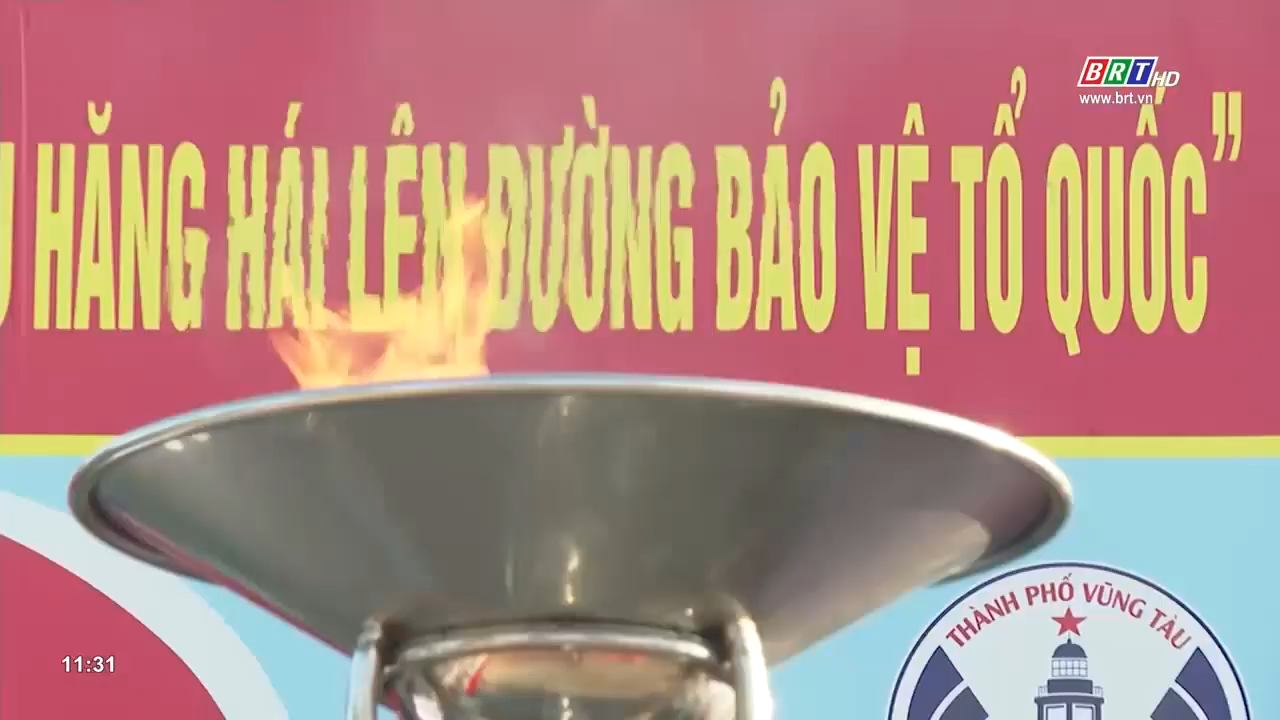 BRT HD
www.brt.vn
HĂNG HÁI LÊN ĐƯỜNG BẢO VỆ TỔ QUỐC”
THÀNH PHỐ VŨNG TÀU
11:31